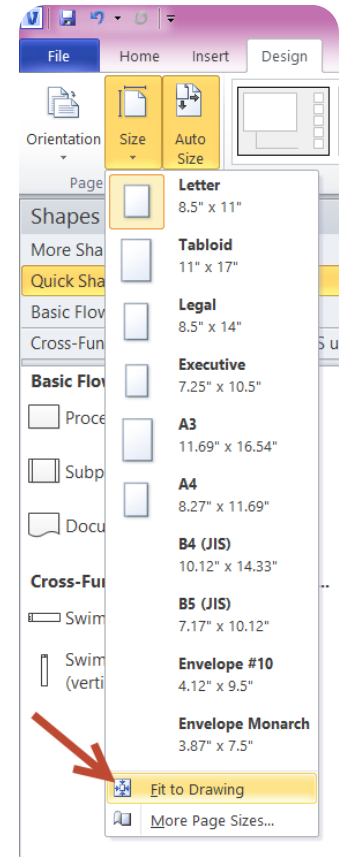 File Home Insert Design
Orientation Size Auto
Size
Page
Letter
8.5" x 11"
Tabloid
11" x 17"
Legal
8.5" x 14"
Executive
7.25" x 10.5"
A3
11.69" x 16.54"
A4
8.27" x 11.69"
B4 (JIS)
10.12" x 14.33"
B5 (JIS)
7.17" x 10.12"
Envelope #10
4.12" x 9.5"
Envelope Monarch
3.87" x 7.5"
Fit to Drawing
More Page Sizes...
Shapes
More Sha
Quick Sha
Basic Flow
Cross-Fun S u
Basic Flow
Proce
Subp
Docu
Cross-Fu ...
Swim
Swim
(verti